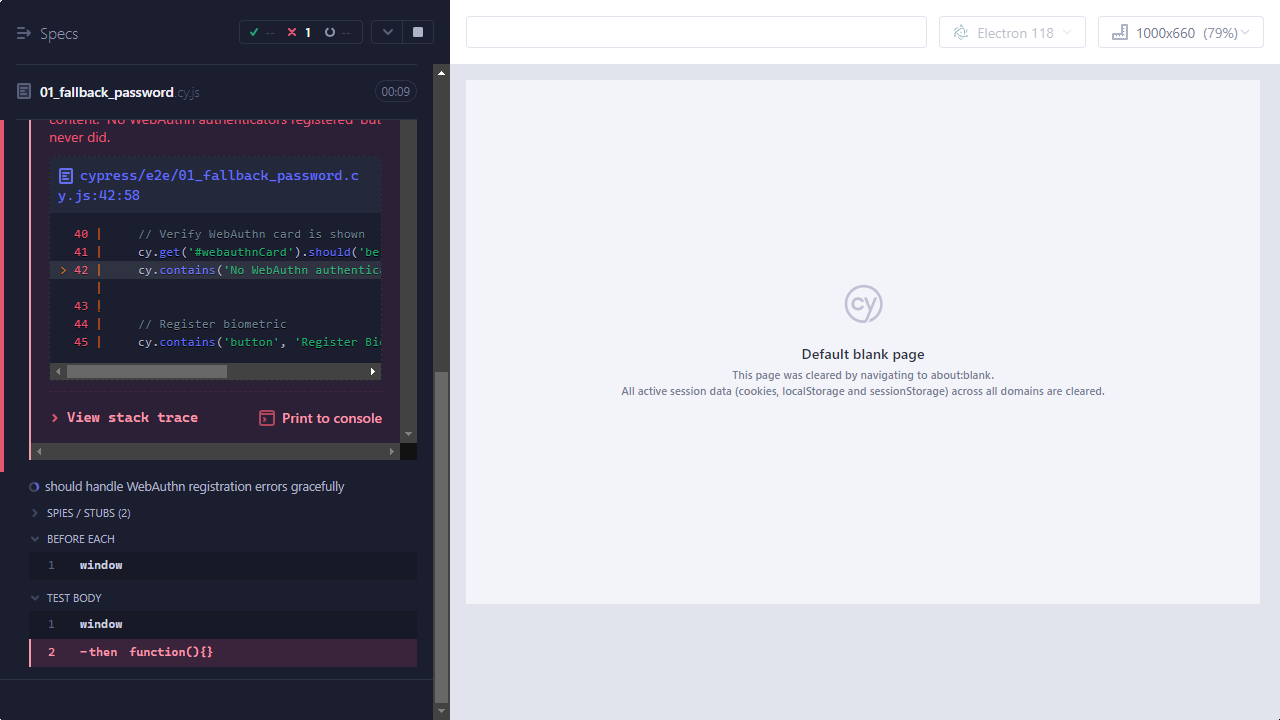 Specs
-- 1 --
Electron 118
1000x660 (79%)
01_fallback_password.cy.js
00:09
content: 'No WebAuthn authenticators registered' but
never did.
cypress/e2e/01_fallback_password.c
y.js:42:58
40 | // Verify WebAuthn card is shown
41 | cy.get('#webauthnCard').should('be
> 42 | cy.contains('No WebAuthn authentica
|
43 |
44 | // Register biometric
45 | cy.contains('button', 'Register Bio
View stack trace
Print to console
should handle WebAuthn registration errors gracefully
SPIES / STUBS (2)
BEFORE EACH
1 window
TEST BODY
1 window
2 -then function(){}
cy
Default blank page
This page was cleared by navigating to about:blank.
All active session data (cookies, localStorage and sessionStorage) across all domains are cleared.